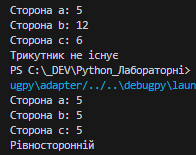 Сторона a: 5
Сторона b: 12
Сторона c: 6
Трикутник не існує
PS C:\_DEV\Python_Лабораторні>
ugpy\adapter/../..\debugpy\laun
Сторона a: 5
Сторона b: 5
Сторона c: 5
Рівносторонній